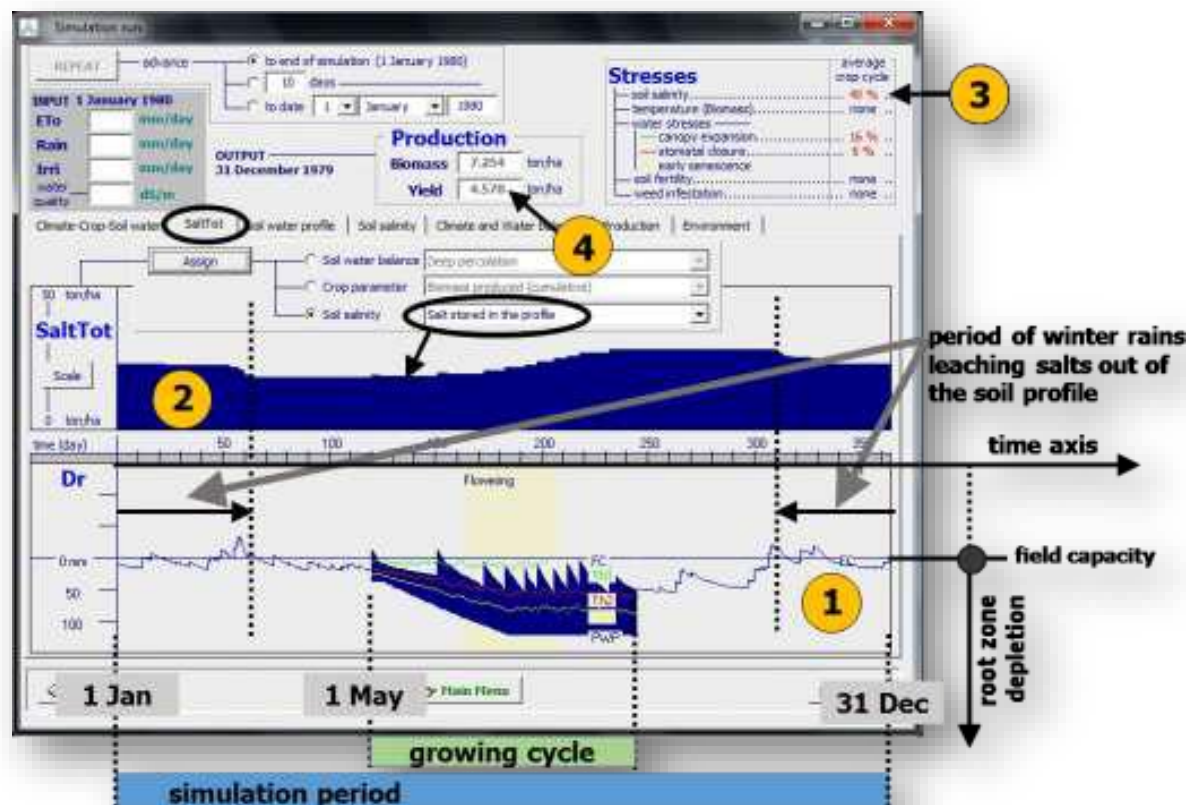 Simulation run
REPEAT
advance
to end of simulation (1 January 1980)
10 days
to date 1 January 1980
INPUT 1 January 1980
ETo mm/day
Rain mm/day
Irri mm/day
water quality dS/m
OUTPUT
31 December 1979
Production
Biomass 7.254 ton/ha
Yield 4.570 ton/ha
Stresses
average
crop cycle
soil salinity 40 %
temperature (Biomass) none
water stresses
canopy expansion 16 %
stomatal closure
early senescence
soil fertility none
weed infestation none
3
4
Climate-Crop-Soil water
SaltTot
Soil water profile
Soil salinity
Climate and Water
Production
Environment
Assign
Soil water balance Deep percolation
Crop parameter Biomass produced (cumulative)
Soil salinity Salt stored in the profile
50 ton/ha
SaltTot
Scale
0 ton/ha
2
period of winter rains
leaching salts out of
the soil profile
time (day) 50 100 200 250 300
time axis
Dr
Flowering
0 mm
50
100
FC
PWP
1
field capacity
root zone
depletion
1 Jan
1 May
Main Menu
31 Dec
growing cycle
simulation period